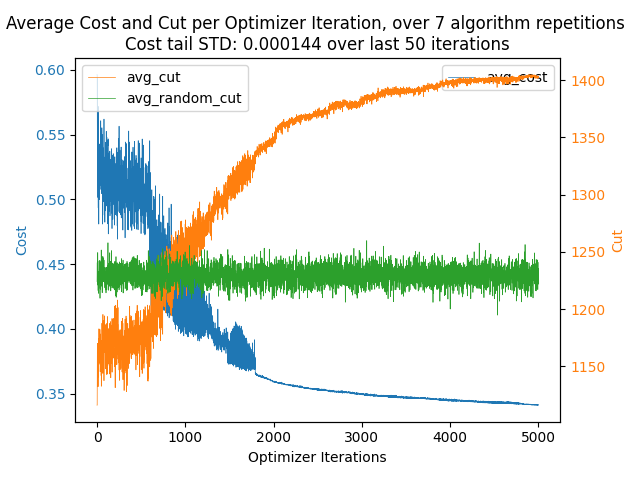 Average Cost and Cut per Optimizer Iteration, over 7 algorithm repetitions
Cost tail STD: 0.000144 over last 50 iterations
avg_cut
avg_random_cut
avg_cost
0.60
0.55
0.50
0.45
0.40
0.35
Cost
1400
1350
1300
1250
1200
1150
Cut
0
1000
2000
3000
4000
5000
Optimizer Iterations